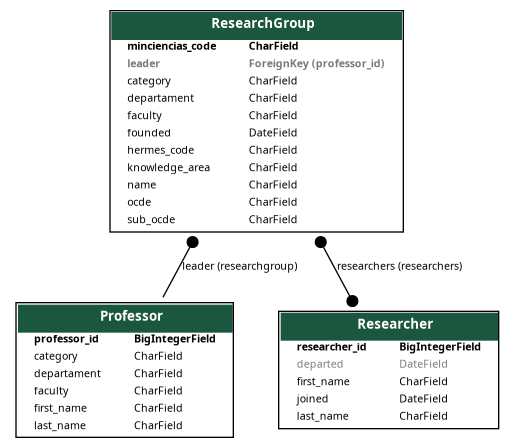 ResearchGroup
minciencias_code CharField
leader ForeignKey (professor_id)
category CharField
departament CharField
faculty CharField
founded DateField
hermes_code CharField
knowledge_area CharField
name CharField
ocde CharField
sub_ocde CharField
leader (researchgroup)
researchers (researchers)
Professor
professor_id BigIntegerField
category CharField
departament CharField
faculty CharField
first_name CharField
last_name CharField
Researcher
researcher_id BigIntegerField
departed DateField
first_name CharField
joined DateField
last_name CharField